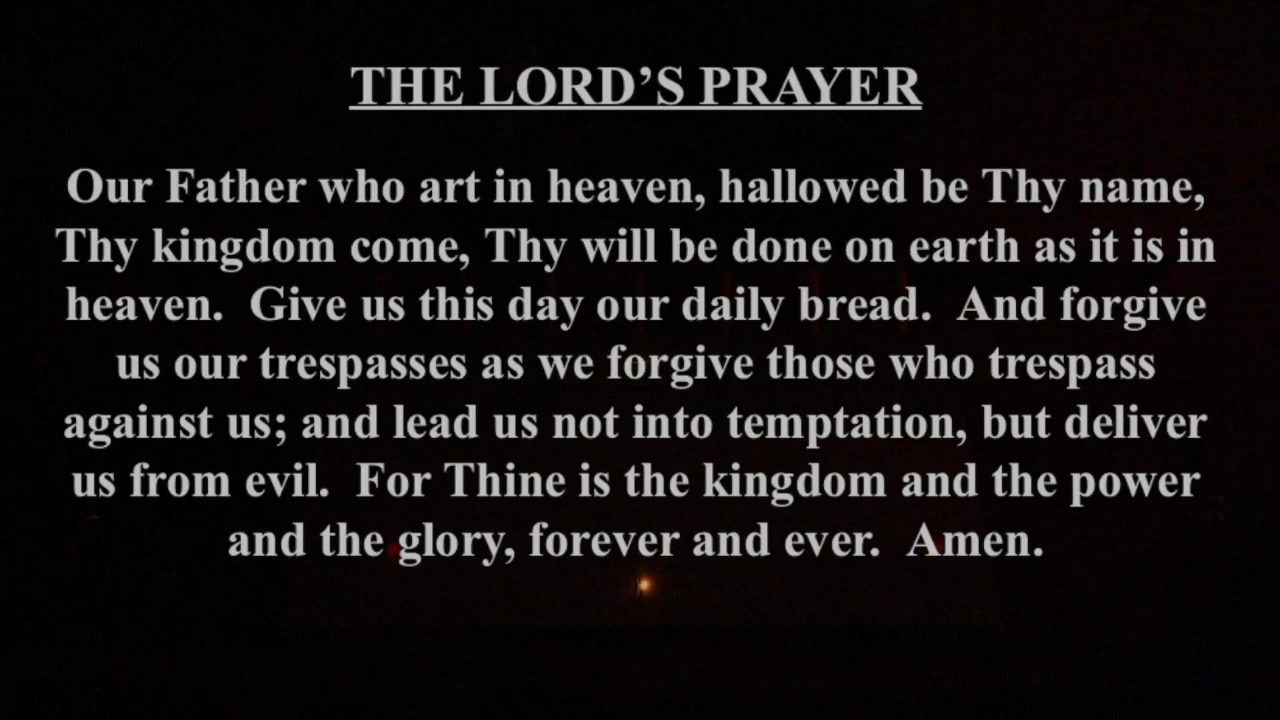 THE LORD’S PRAYER
Our Father who art in heaven, hallowed be Thy name,
Thy kingdom come, Thy will be done on earth as it is in
heaven.  Give us this day our daily bread.  And forgive
us our trespasses as we forgive those who trespass
against us; and lead us not into temptation, but deliver
us from evil.  For Thine is the kingdom and the power
and the glory, forever and ever.  Amen.